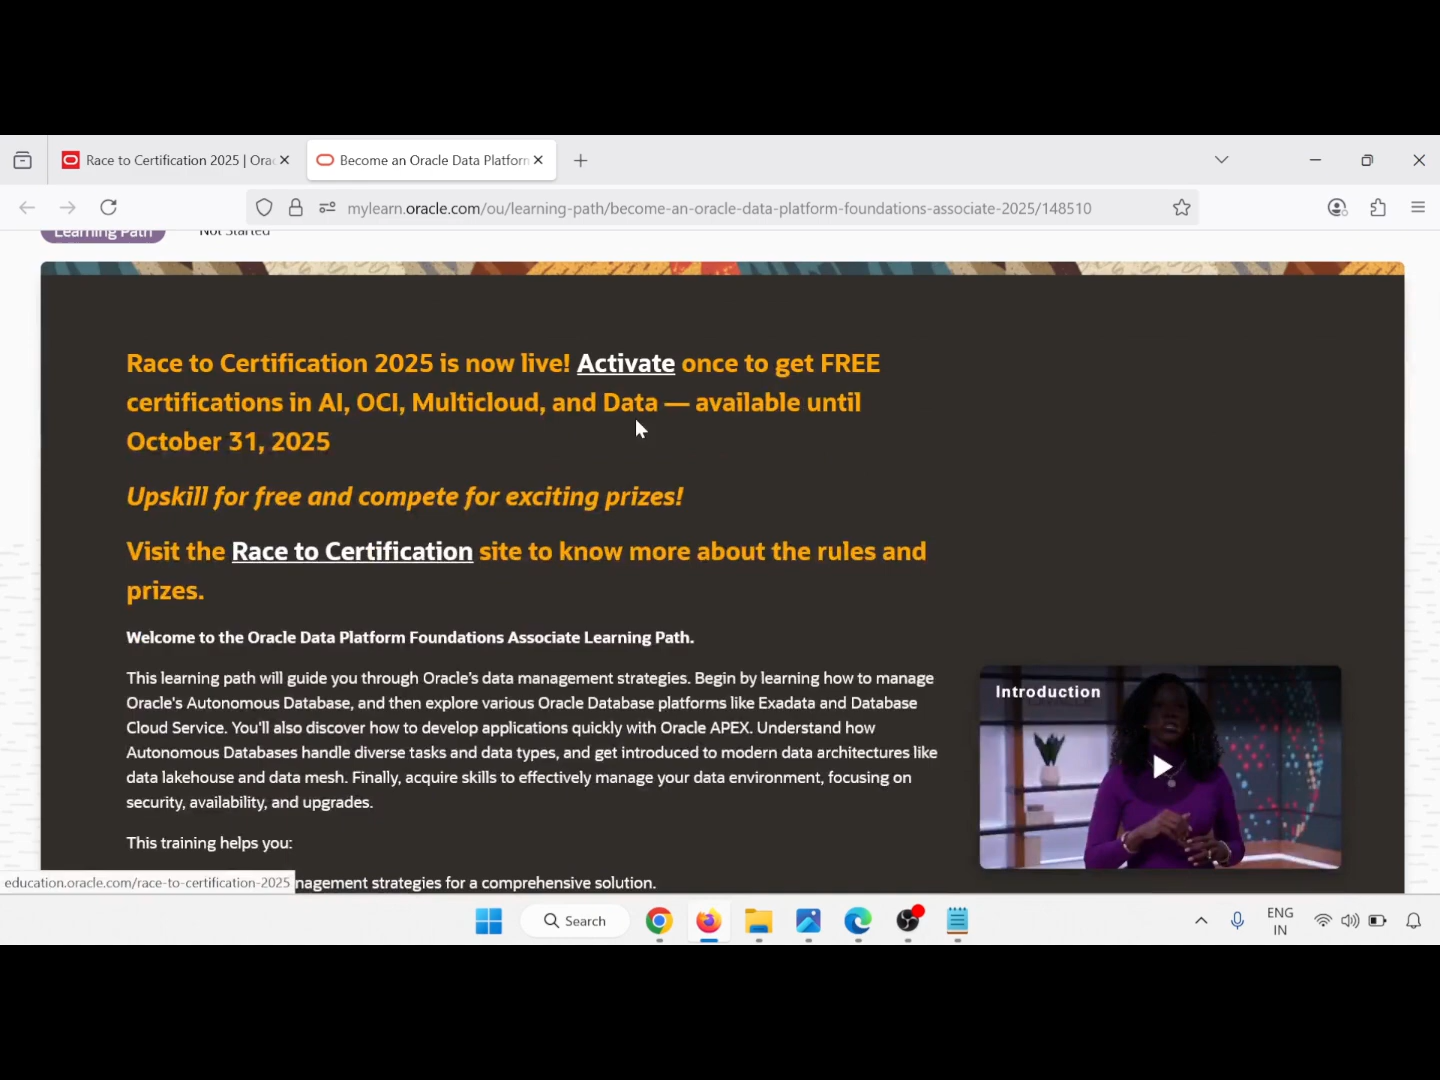 Race to Certification 2025 | Orac
Become an Oracle Data Platform
mylearn.oracle.com/ou/learning-path/become-an-oracle-data-platform-foundations-associate-2025/148510
Learning Path
Not Started
Race to Certification 2025 is now live! Activate once to get FREE
certifications in AI, OCI, Multicloud, and Data — available until
October 31, 2025
Upskill for free and compete for exciting prizes!
Visit the Race to Certification site to know more about the rules and
prizes.
Welcome to the Oracle Data Platform Foundations Associate Learning Path.
This learning path will guide you through Oracle's data management strategies. Begin by learning how to manage
Oracle's Autonomous Database, and then explore various Oracle Database platforms like Exadata and Database
Cloud Service. You'll also discover how to develop applications quickly with Oracle APEX. Understand how
Autonomous Databases handle diverse tasks and data types, and get introduced to modern data architectures like
data lakehouse and data mesh. Finally, acquire skills to effectively manage your data environment, focusing on
security, availability, and upgrades.
Introduction
This training helps you:
education.oracle.com/race-to-certification-2025
nagement strategies for a comprehensive solution.
Search
ENG
IN